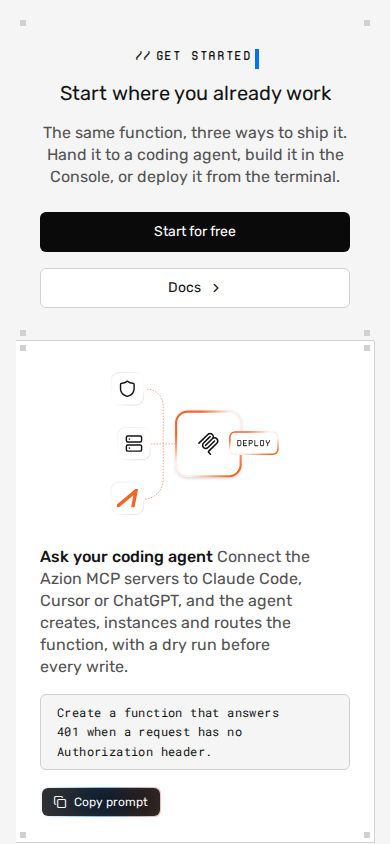 // GET STARTED
Start where you already work
The same function, three ways to ship it.
Hand it to a coding agent, build it in the
Console, or deploy it from the terminal.
Start for free
Docs
DEPLOY
Ask your coding agent Connect the
Azion MCP servers to Claude Code,
Cursor or ChatGPT, and the agent
creates, instances and routes the
function, with a dry run before
every write.
Create a function that answers
401 when a request has no
Authorization header.
Copy prompt